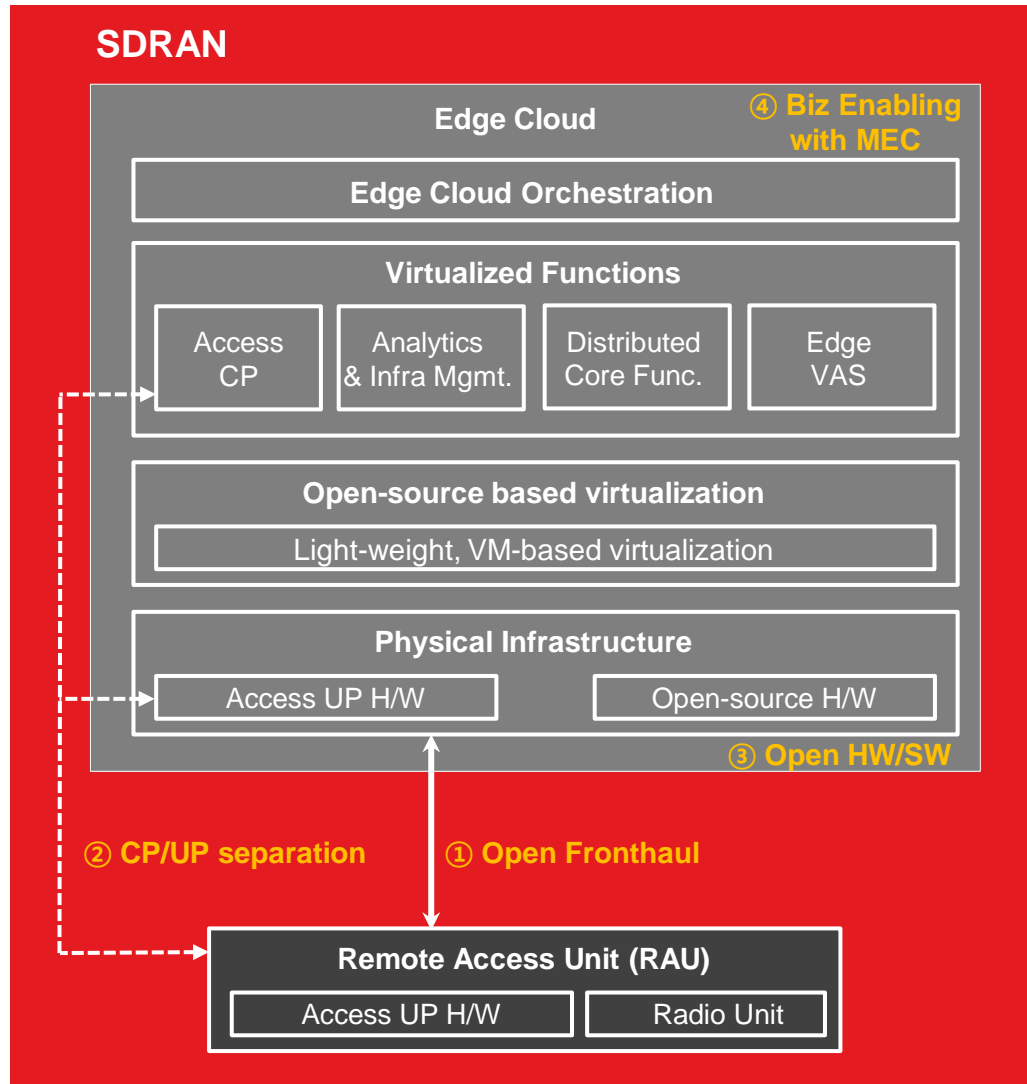 SDRAN
Edge Cloud
④ Biz Enabling
with MEC
Edge Cloud Orchestration
Virtualized Functions
Access
CP
Analytics
& Infra Mgmt.
Distributed
Core Func.
Edge
VAS
Open-source based virtualization
Light-weight, VM-based virtualization
Physical Infrastructure
Access UP H/W
Open-source H/W
③ Open HW/SW
② CP/UP separation
① Open Fronthaul
Remote Access Unit (RAU)
Access UP H/W
Radio Unit